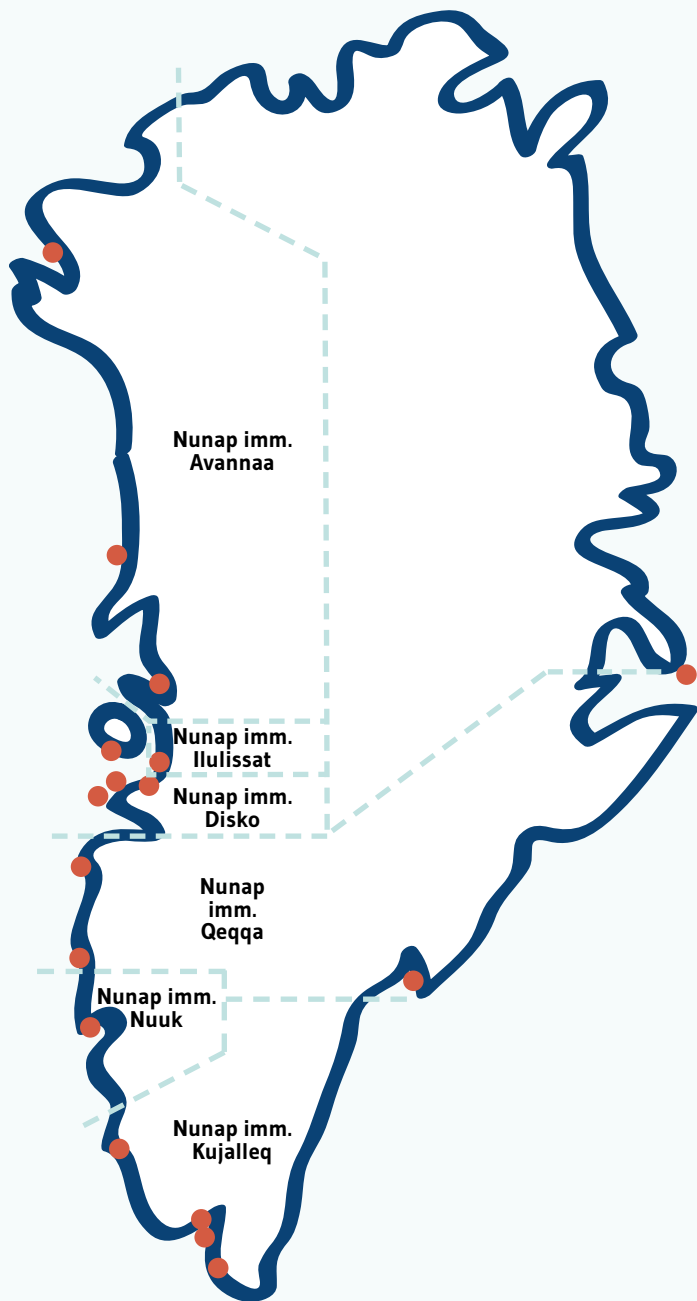 Nunap imm.
Avannaa
Nunap imm.
Ilulissat
Nunap imm.
Disko
Nunap
imm.
Qeqqa
Nunap imm.
Nuuk
Nunap imm.
Kujalleq